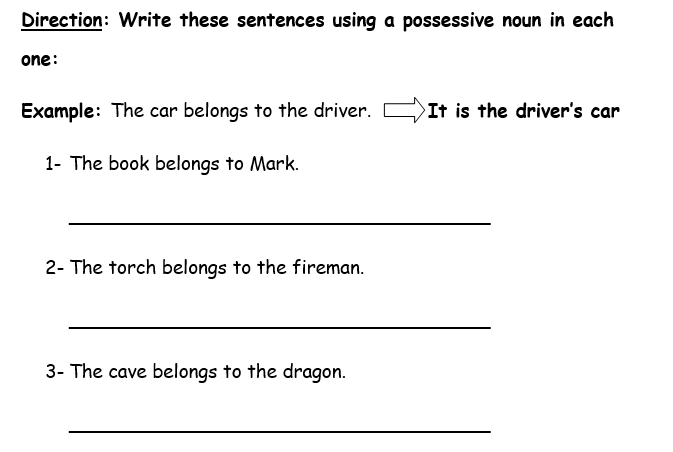 Direction: Write these sentences using a possessive noun in each
one:
Example: The car belongs to the driver. It is the driver's car
1- The book belongs to Mark.
2- The torch belongs to the fireman.
3- The cave belongs to the dragon.